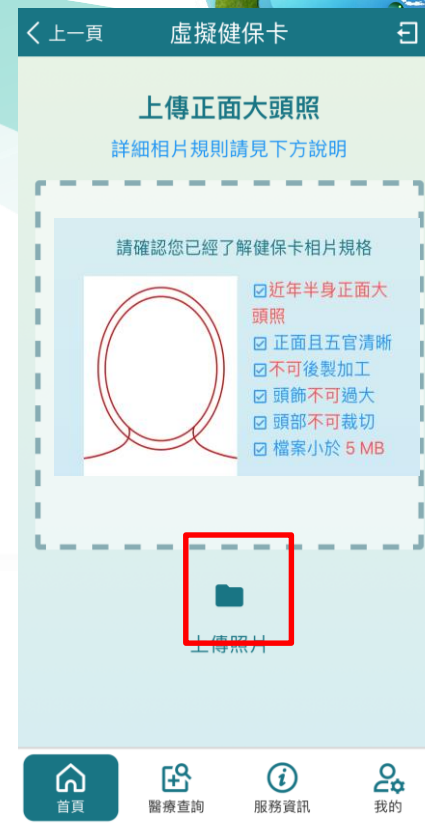 上一頁 虛擬健保卡
上傳正面大頭照
詳細相片規則請見下方說明
請確認您已經了解健保卡相片規格
近年半身正面大
頭照
正面且五官清晰
不可後製加工
頭飾不可過大
頭部不可裁切
檔案小於 5 MB
上傳照片
首頁 醫療查詢 服務資訊 我的